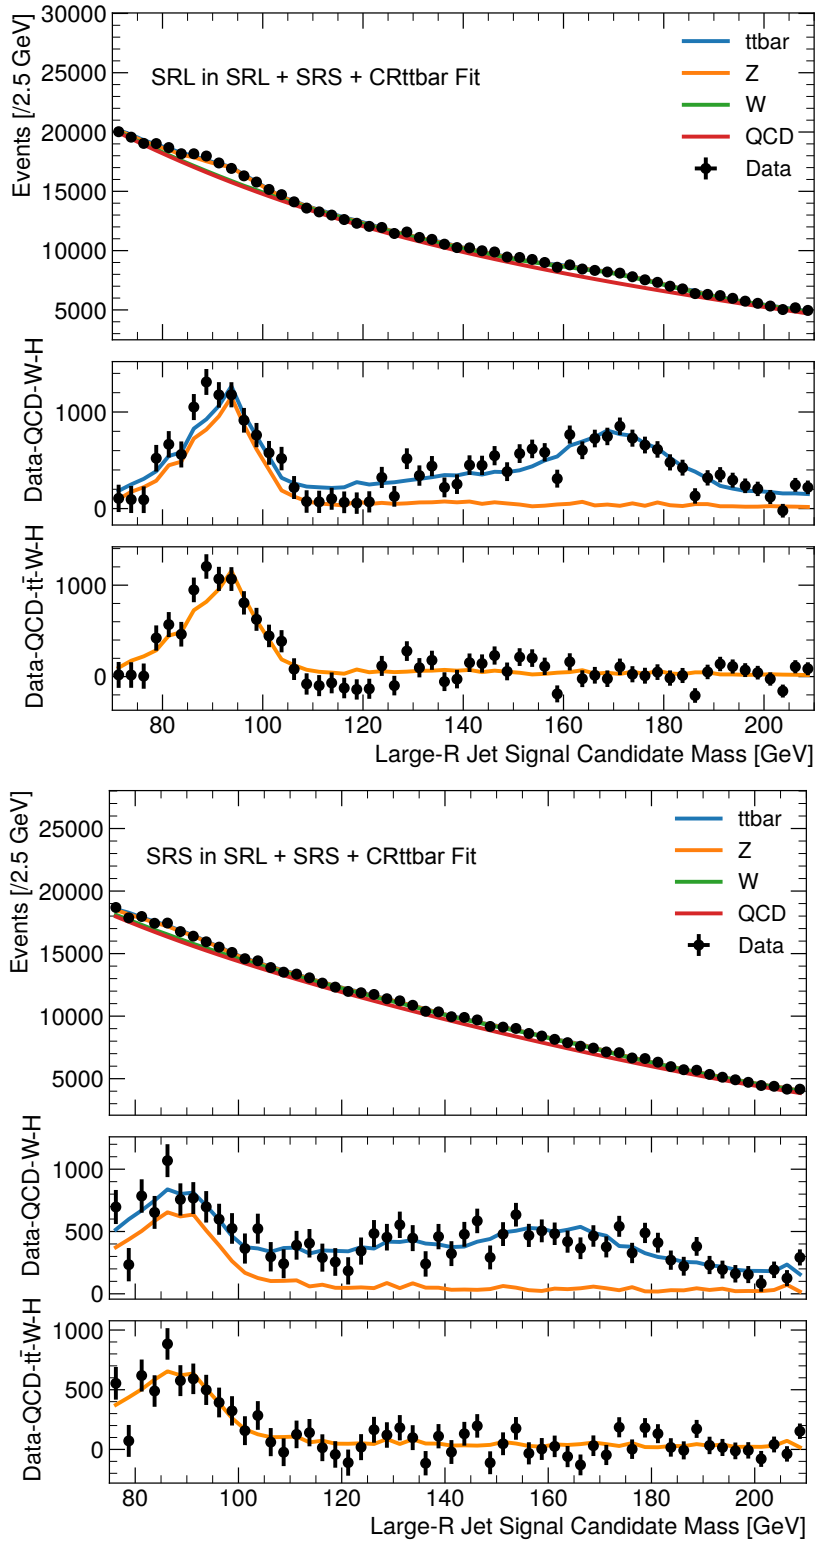 30000
25000
20000
15000
10000
5000
Events [/2.5 GeV]
SRL in SRL + SRS + CRttbar Fit
ttbar
Z
W
QCD
Data
1000
0
Data-QCD-W-H
1000
0
Data-QCD-tt̄-W-H
80 100 120 140 160 180 200
Large-R Jet Signal Candidate Mass [GeV]
25000
20000
15000
10000
5000
Events [/2.5 GeV]
SRS in SRL + SRS + CRttbar Fit
ttbar
Z
W
QCD
Data
1000
500
0
Data-QCD-W-H
1000
500
0
Data-QCD-tt̄-W-H
80 100 120 140 160 180 200
Large-R Jet Signal Candidate Mass [GeV]